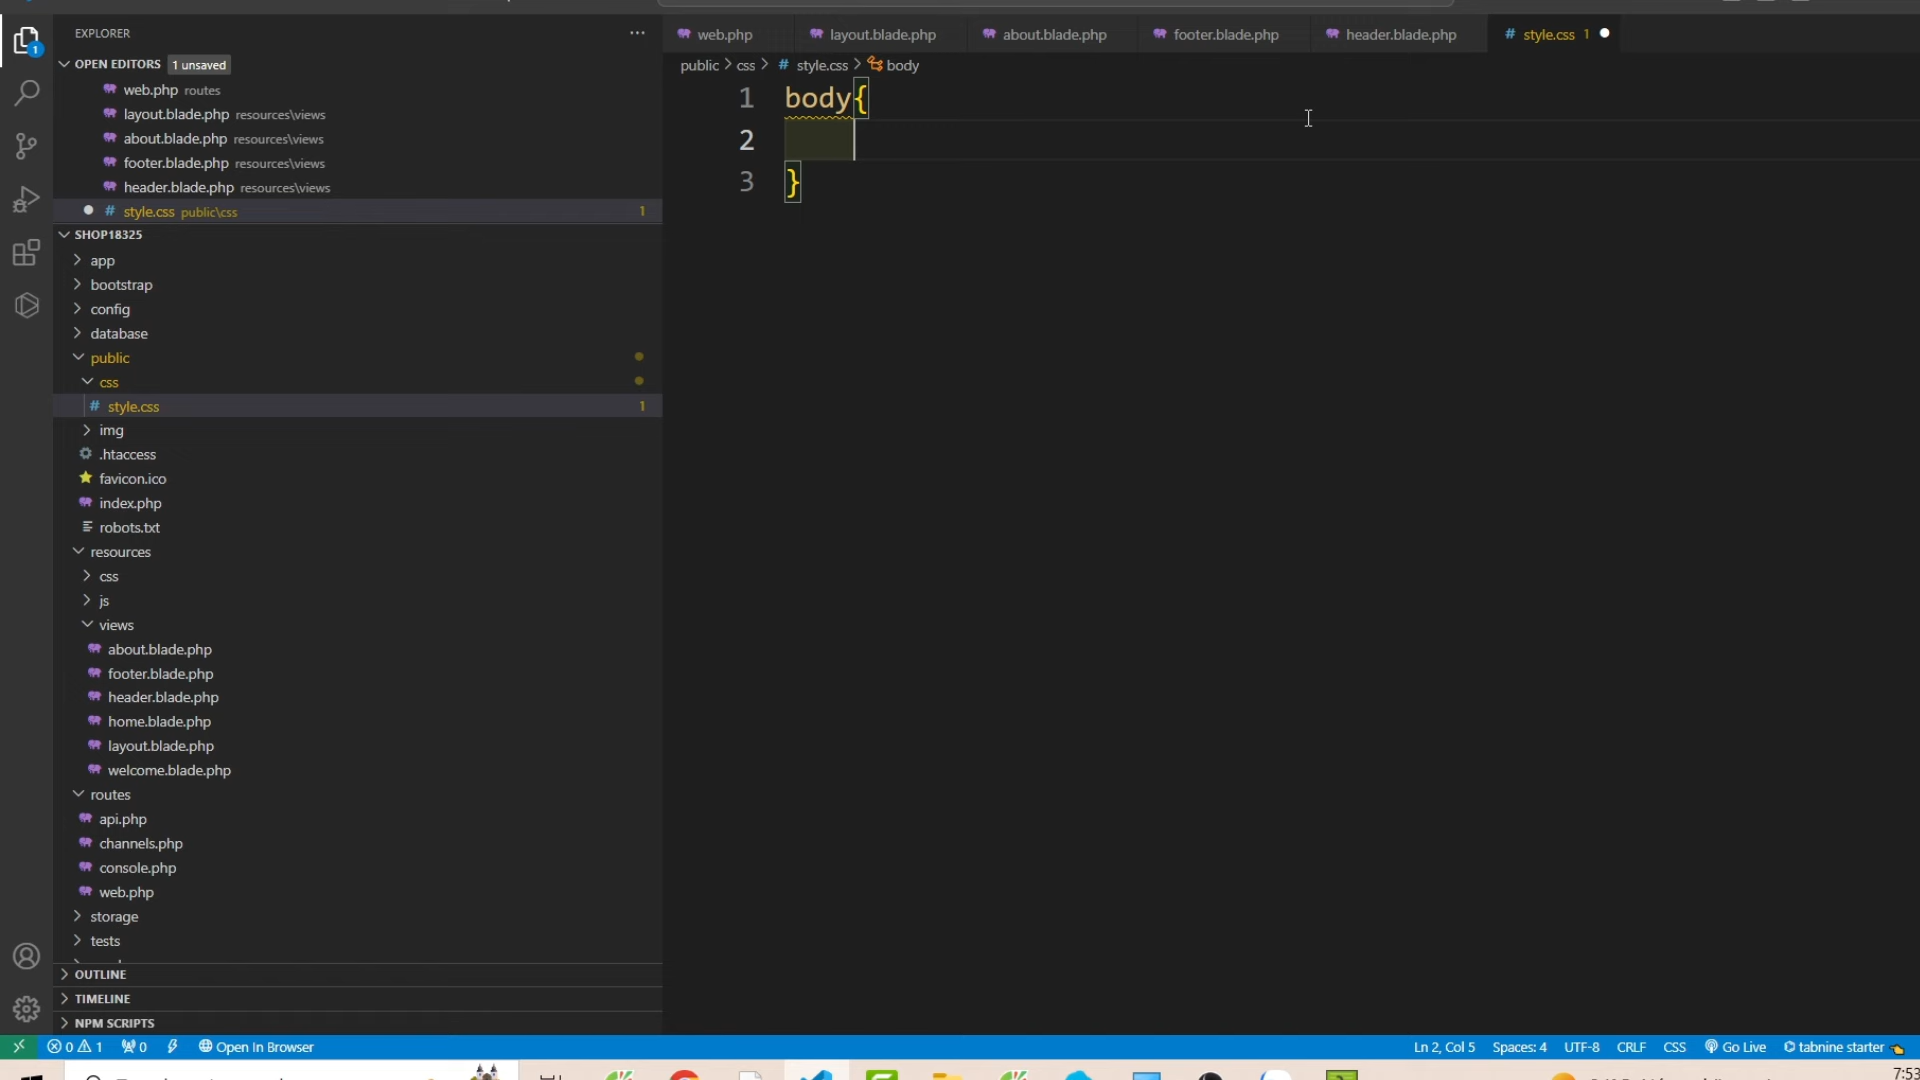 EXPLORER
OPEN EDITORS 1 unsaved
web.php routes
layout.blade.php resources\views
about.blade.php resources\views
footer.blade.php resources\views
header.blade.php resources\views
# style.css public\css 1
SHOP18325
app
bootstrap
config
database
public
css
# style.css 1
img
.htaccess
favicon.ico
index.php
robots.txt
resources
css
js
views
about.blade.php
footer.blade.php
header.blade.php
home.blade.php
layout.blade.php
welcome.blade.php
routes
api.php
channels.php
console.php
web.php
storage
tests
OUTLINE
TIMELINE
NPM SCRIPTS
web.php layout.blade.php about.blade.php footer.blade.php header.blade.php # style.css 1
public > css > # style.css > body
1 body{
2
3 }
1
0 1 0 Open In Browser Ln 2, Col 5 Spaces: 4 UTF-8 CRLF CSS Go Live tabnine starter
7:53